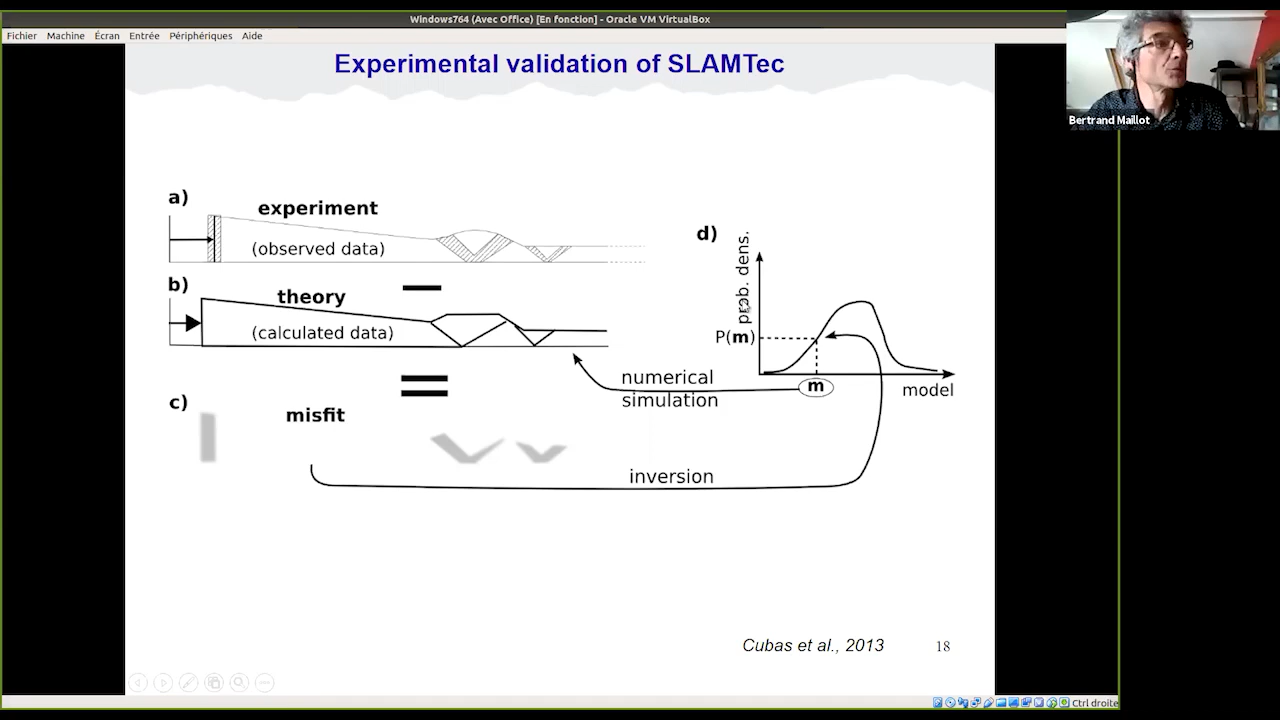 Windows764 (Avec Office) [En fonction] - Oracle VM VirtualBox
Fichier Machine Écran Entrée Périphériques Aide
Experimental validation of SLAMTec
Bertrand Maillot
a)
experiment
(observed data)
b)
theory
(calculated data)
c)
misfit
d)
prob. dens.
P(m)
m
model
numerical
simulation
inversion
Cubas et al., 2013
18
Ctrl droite